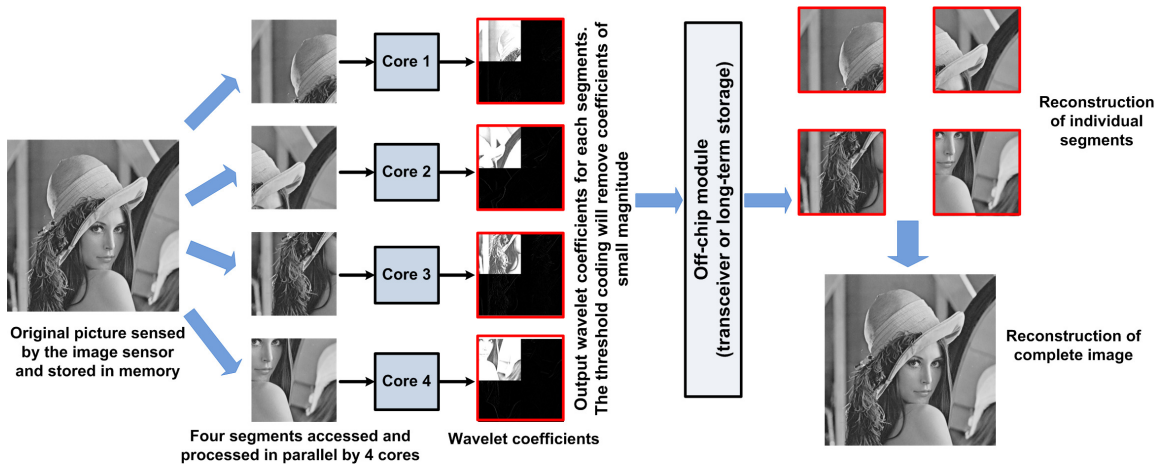 Original picture sensed
by the image sensor
and stored in memory
Core 1
Core 2
Core 3
Core 4
Four segments accessed and
processed in parallel by 4 cores
Wavelet coefficients
Output wavelet coefficients for each segments.
The threshold coding will remove coefficients of
small magnitude
Off-chip module
(transceiver or long-term storage)
Reconstruction
of individual
segments
Reconstruction of
complete image